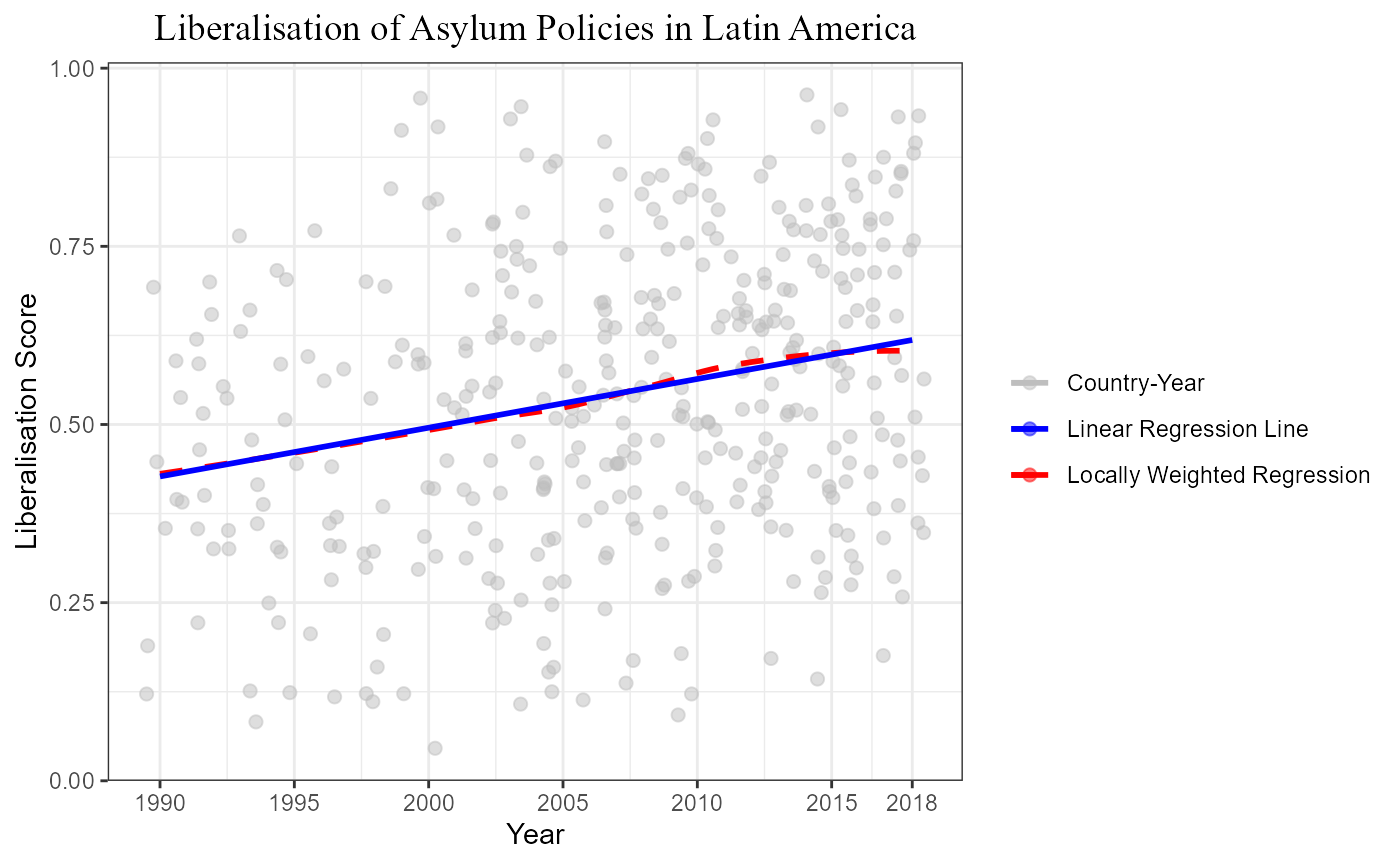 Liberalisation of Asylum Policies in Latin America
1.00
0.75
0.50
0.25
0.00
Liberalisation Score
1990 1995 2000 2005 2010 2015 2018
Year
Country-Year
Linear Regression Line
Locally Weighted Regression